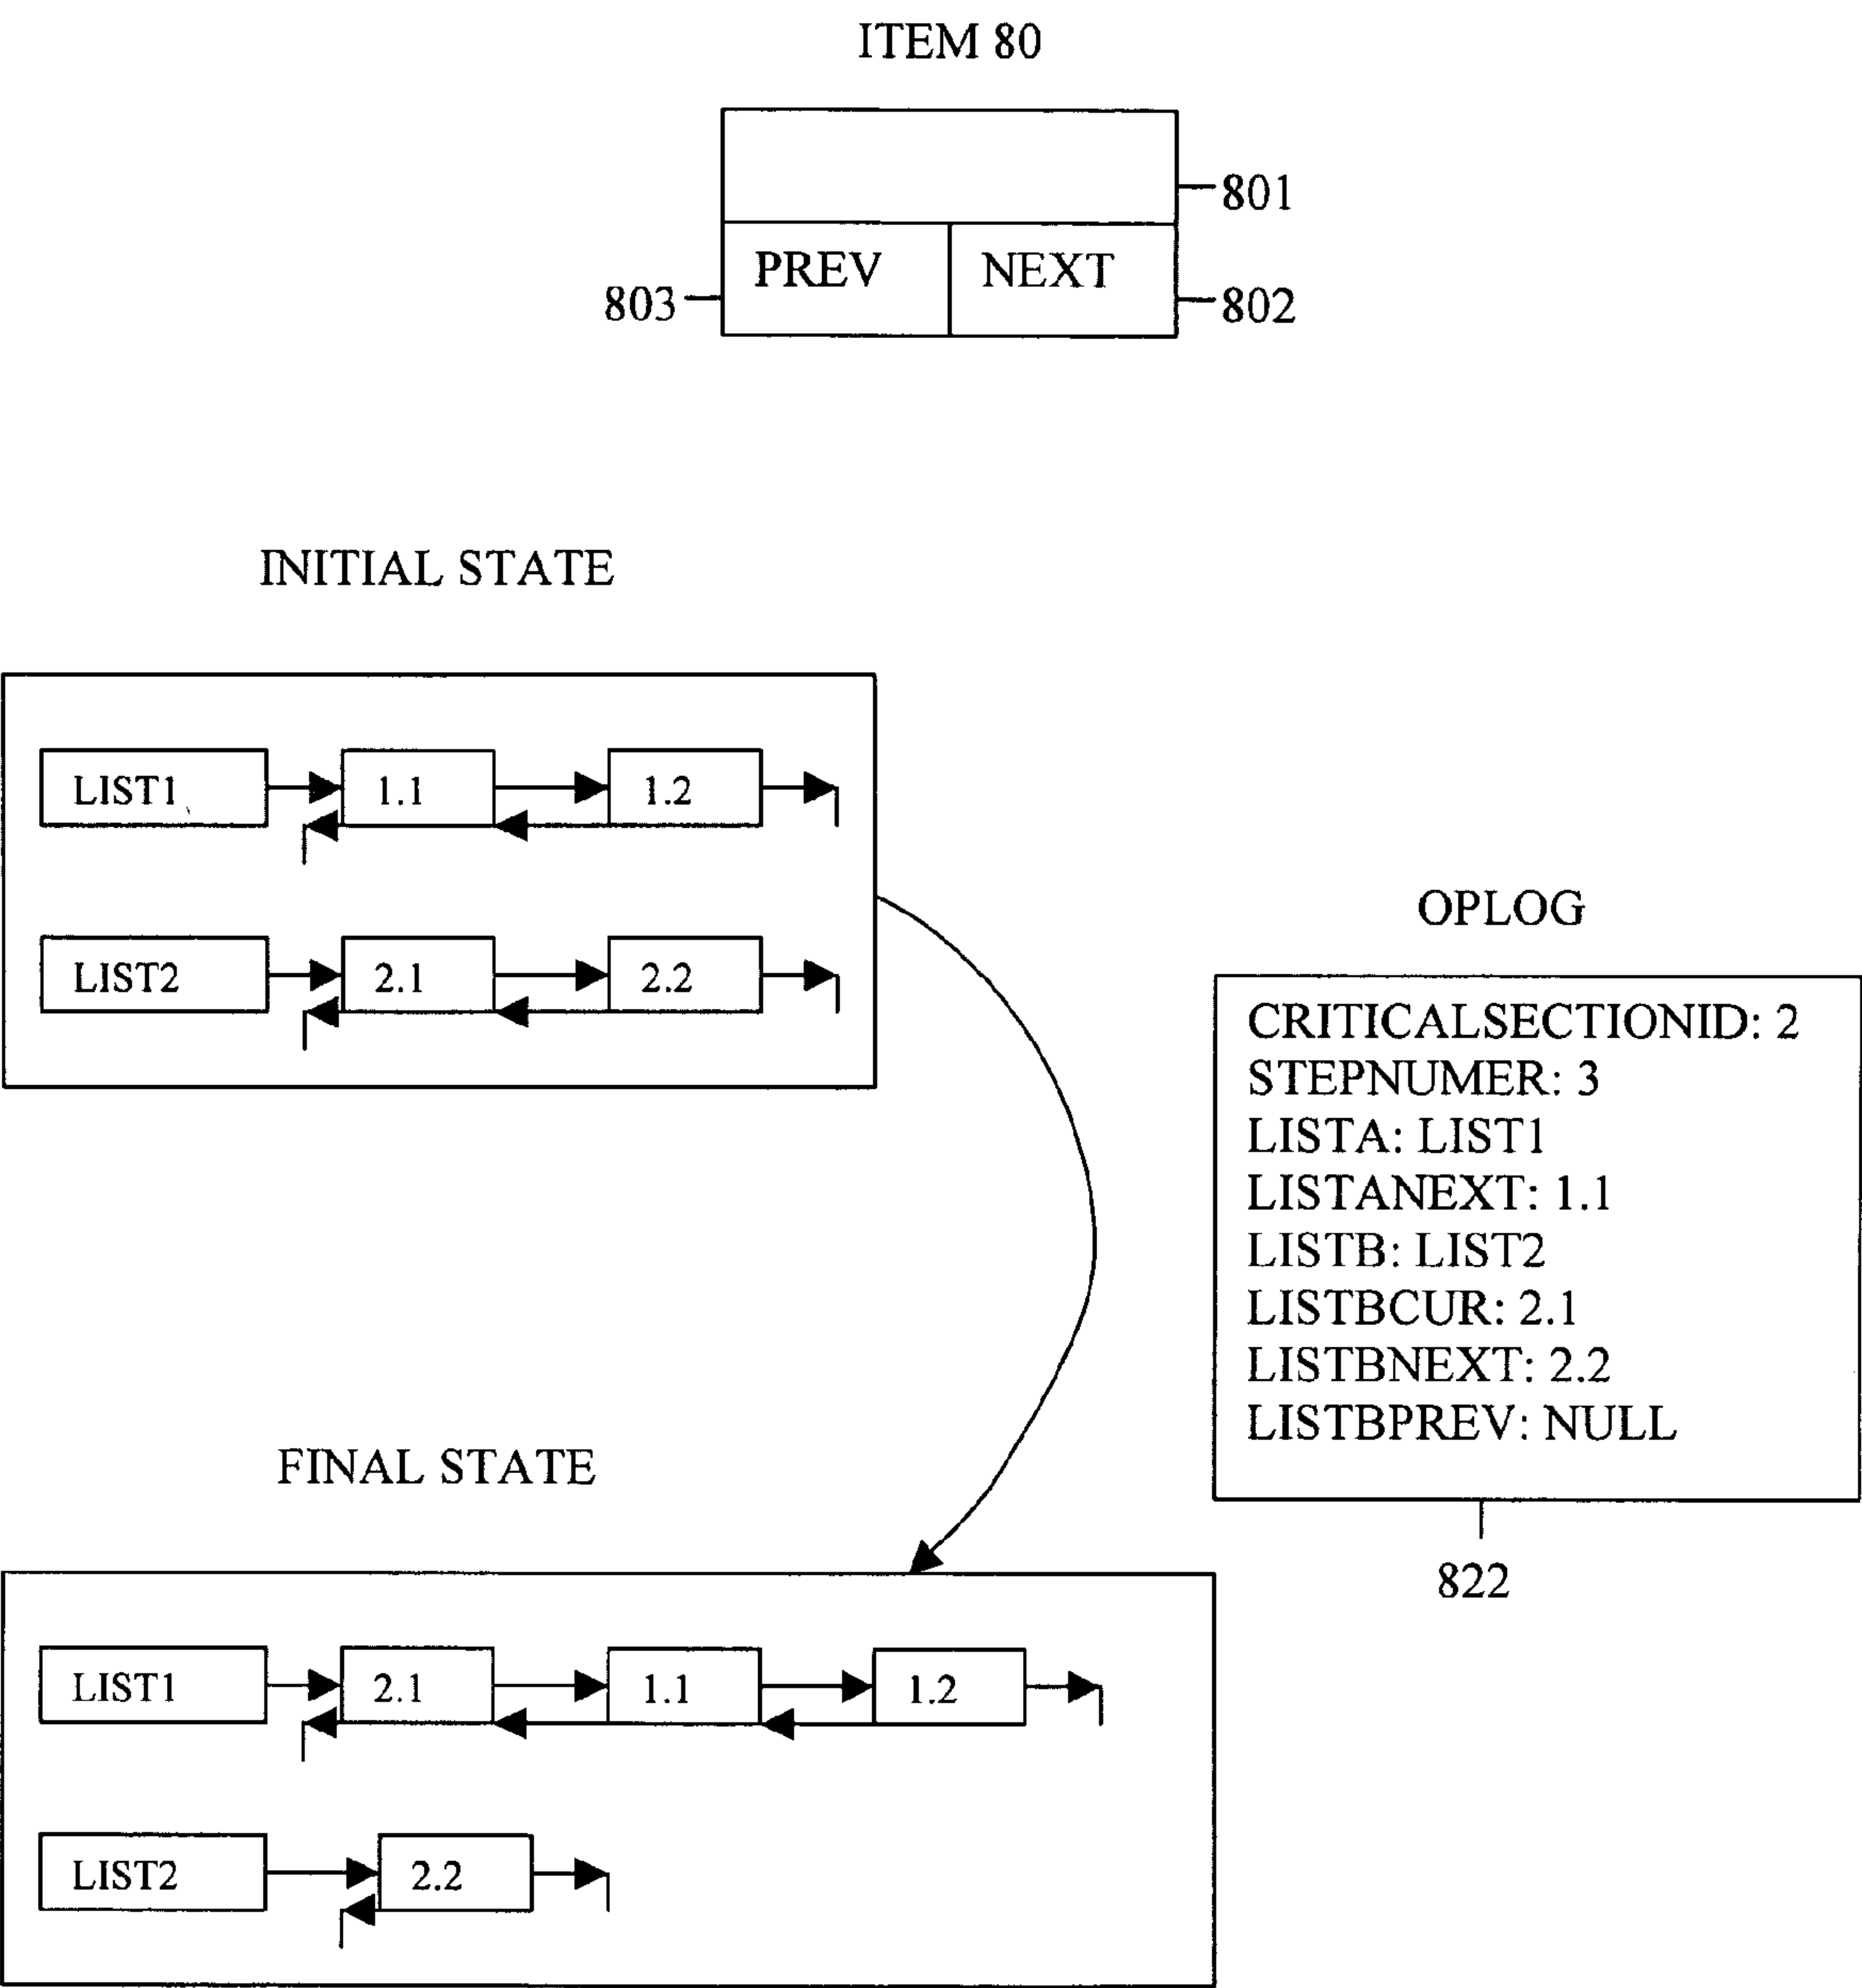 ITEM 80
801
PREV NEXT
803
802
INITIAL STATE
LIST1 1.1 1.2
LIST2 2.1 2.2
OPLOG
CRITICALSECTIONID: 2
STEPNUMER: 3
LISTA: LIST1
LISTANEXT: 1.1
LISTB: LIST2
LISTBCUR: 2.1
LISTBNEXT: 2.2
LISTBPREV: NULL
822
FINAL STATE
LIST1 2.1 1.1 1.2
LIST2 2.2